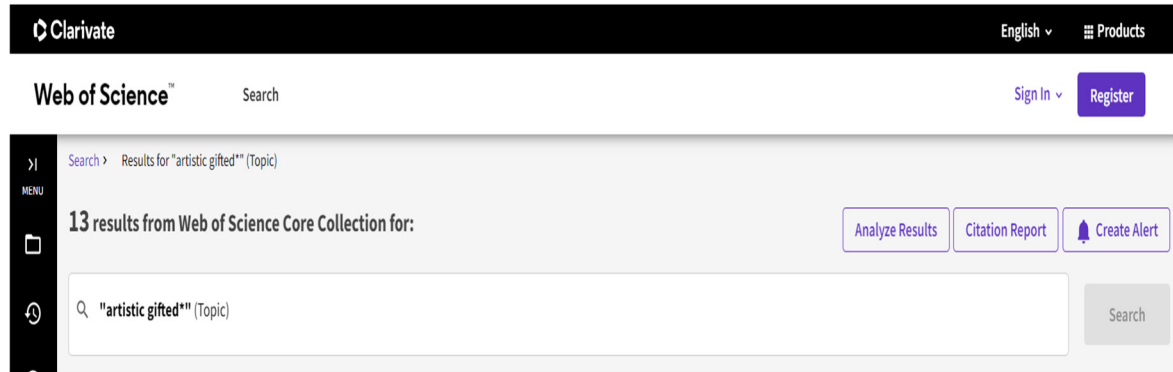 Clarivate English Products
Web of Science™ Search Sign In Register
MENU
Search > Results for "artistic gifted*" (Topic)
13 results from Web of Science Core Collection for:
Analyze Results Citation Report Create Alert
"artistic gifted*" (Topic)
Search